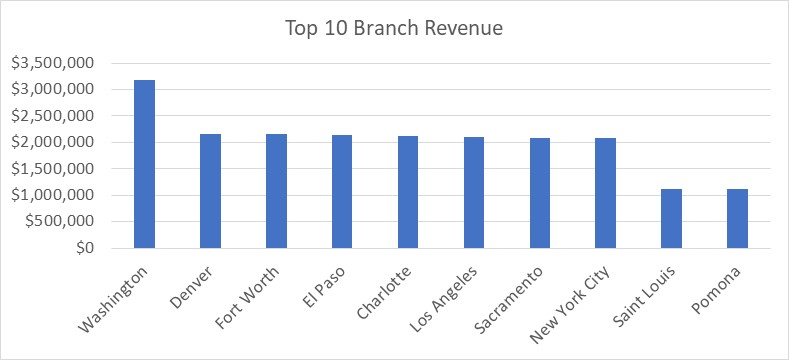 Top 10 Branch Revenue
$3,500,000
$3,000,000
$2,500,000
$2,000,000
$1,500,000
$1,000,000
$500,000
$0
Washington
Denver
Fort Worth
El Paso
Charlotte
Los Angeles
Sacramento
New York City
Saint Louis
Pomona